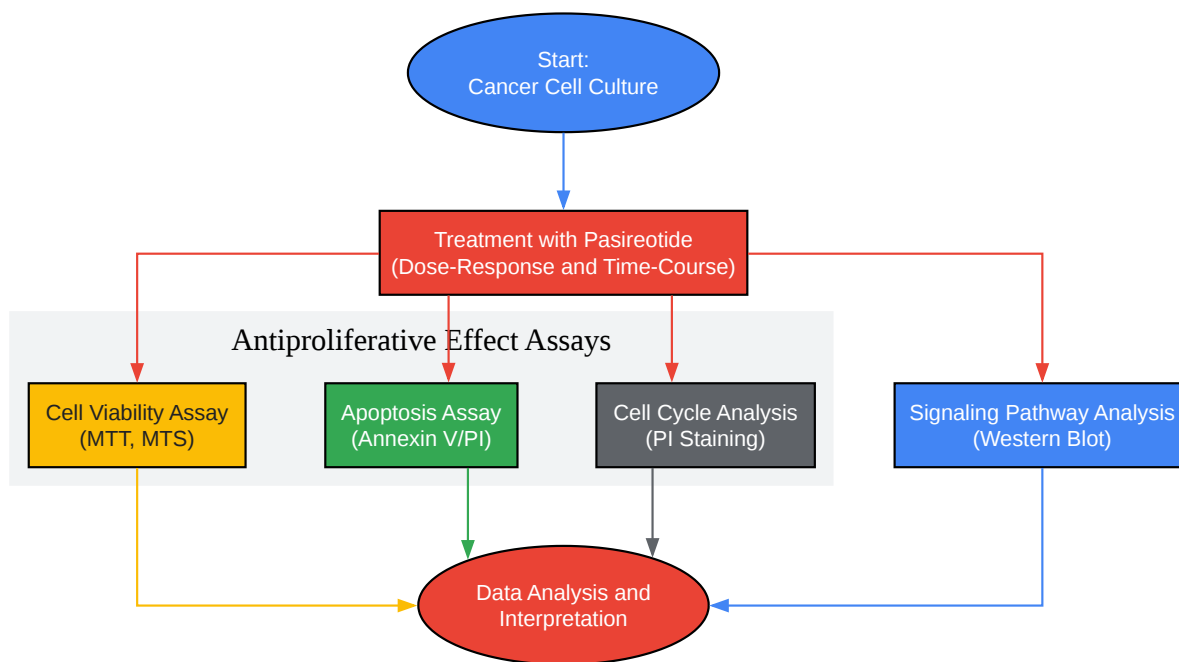 Start:
Cancer Cell Culture
Treatment with Pasireotide
(Dose-Response and Time-Course)
Antiproliferative Effect Assays
Cell Viability Assay
(MTT, MTS)
Apoptosis Assay
(Annexin V/PI)
Cell Cycle Analysis
(PI Staining)
Signaling Pathway Analysis
(Western Blot)
Data Analysis and
Interpretation